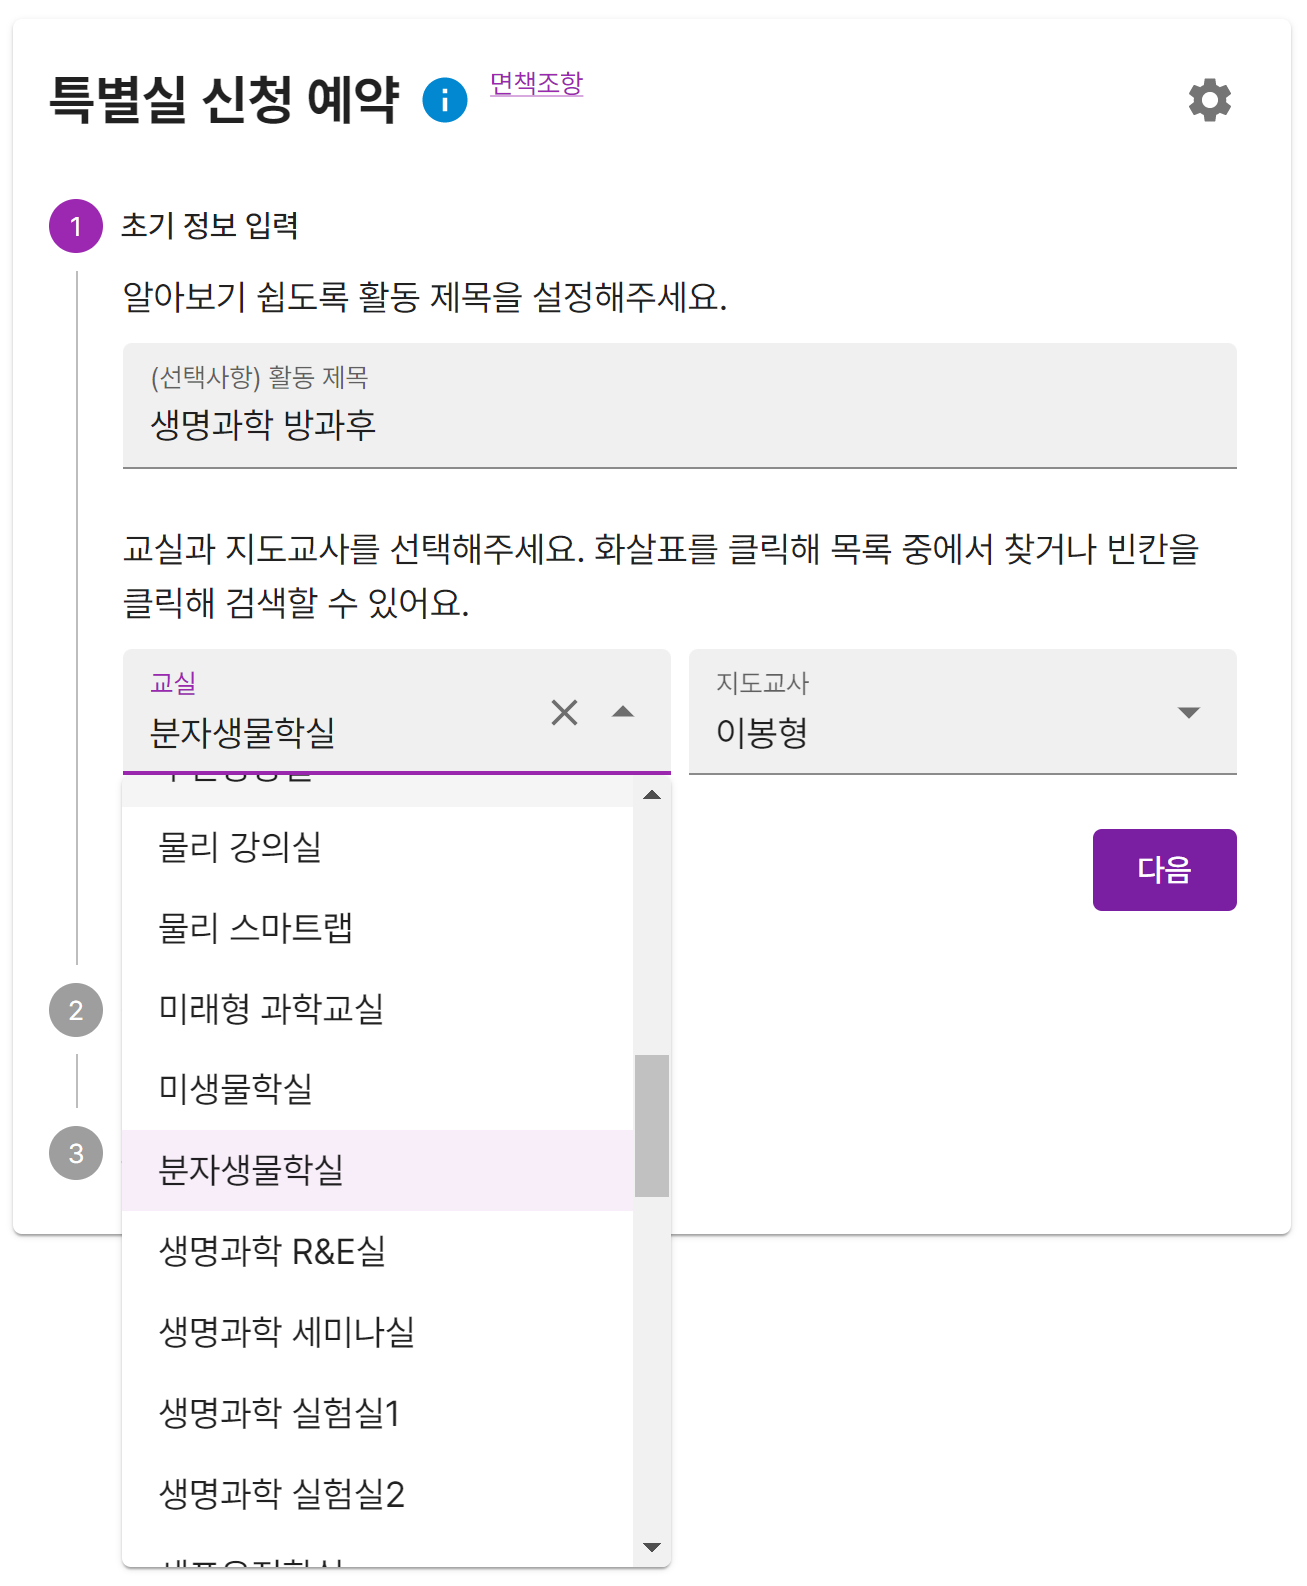 특별실 신청 예약
i
면책조항
1
초기 정보 입력
알아보기 쉽도록 활동 제목을 설정해주세요.
(선택사항) 활동 제목
생명과학 방과후
교실과 지도교사를 선택해주세요. 화살표를 클릭해 목록 중에서 찾거나 빈칸을
클릭해 검색할 수 있어요.
교실
분자생물학실
지도교사
이봉형
물리 강의실
다음
물리 스마트랩
2
미래형 과학교실
미생물학실
3
분자생물학실
생명과학 R&E실
생명과학 세미나실
생명과학 실험실1
생명과학 실험실2